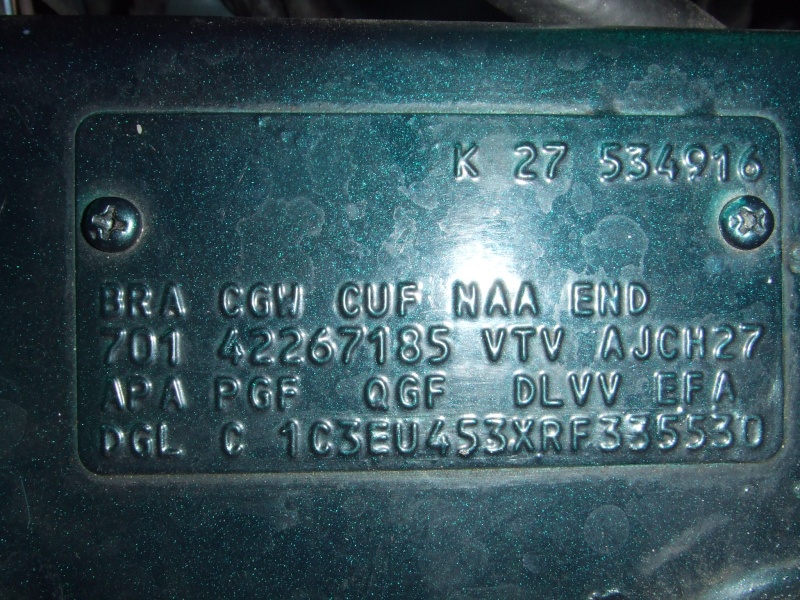 K 27 534916
BRA CGW CUF NAA END
701 42267185 VTV AJCH27
APA PGF QGF DLVV EFA
DGL C 1C3EU453XRF335530